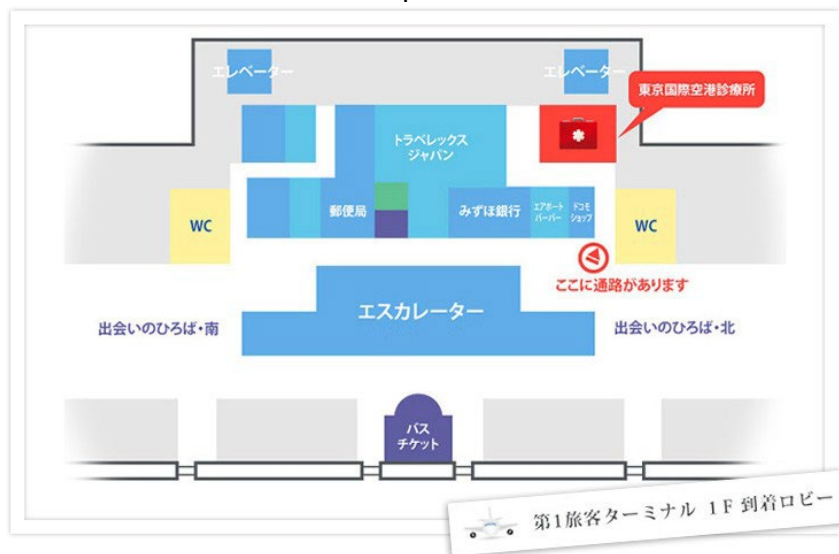 エレベーター
エレベーター
東京国際空港診療所
トラベレックス
ジャパン
郵便局
みずほ銀行
エアポート
バーバー
ドコモ
ショップ
WC
WC
ここに通路があります
エスカレーター
出会いのひろば・南
出会いのひろば・北
バス
チケット
第1旅客ターミナル 1F 到着ロビー